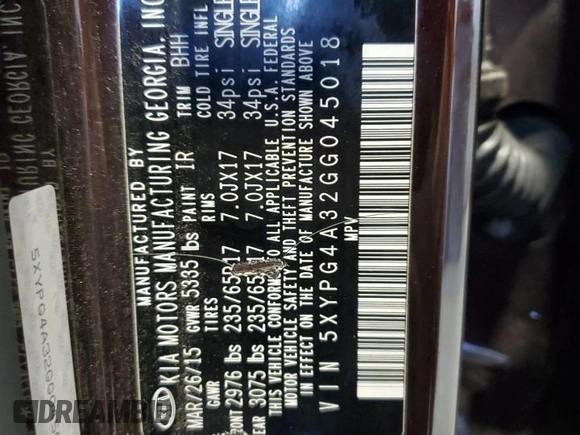 MANUFACTURED BY
KIA MOTORS MANUFACTURING GEORGIA, INC
MAR/26/15 GVWR 5335 lbs PAINT IR TRIM BHH
GAWR TIRES RIMS COLD TIRE INFL
2976 lbs 235/65R17 7.0JX17 34psi SINGLE
3075 lbs 235/65 17 7.0JX17 34psi SINGLE
THIS VEHICLE CONFORMS TO ALL APPLICABLE U.S.A. FEDERAL
MOTOR VEHICLE SAFETY AND THEFT PREVENTION STANDARDS
IN EFFECT ON THE DATE OF MANUFACTURE SHOWN ABOVE
VIN 5XYPG4A32GG045018
MPV
DREAMB